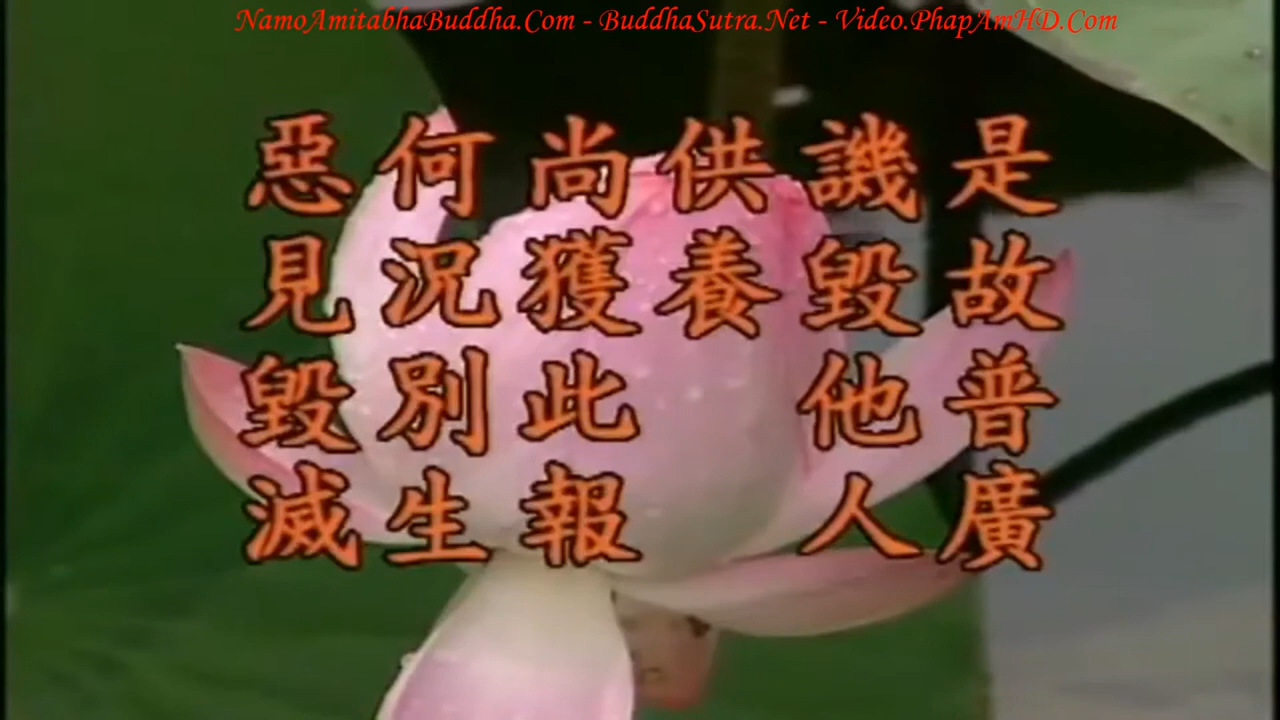 NamoAmitabhaBuddha.Com - BuddhaSutra.Net - Video.PhapAmHD.Com
是故普廣
譏毀他人
供養
尚獲此報
何況別生
惡見毀滅